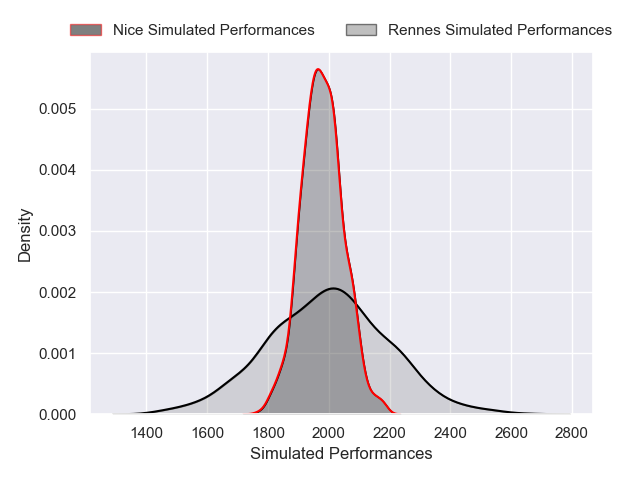 Nice Simulated Performances Rennes Simulated Performances
0.005
0.004
0.003
0.002
0.001
0.000
Density
1400 1600 1800 2000 2200 2400 2600 2800
Simulated Performances